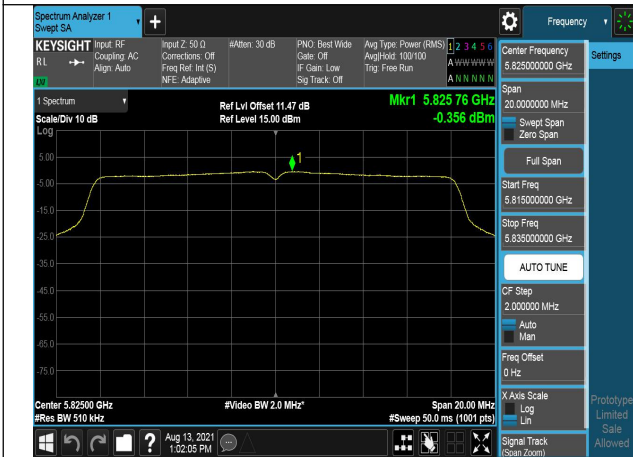 Spectrum Analyzer 1
Swept SA
Frequency
KEYSIGHT
RL
LXI
Input: RF
Coupling: AC
Align: Auto
Input Z: 50 Ω
Corrections: Off
Freq Ref: Int (S)
NFE: Adaptive
#Atten: 30 dB
PNO: Best Wide
Gate: Off
IF Gain: Low
Sig Track: Off
Avg Type: Power (RMS)
Avg|Hold: 100/100
Trig: Free Run
1 2 3 4 5 6
A W W W W W
A N N N N N
1 Spectrum
Scale/Div 10 dB
Log
Ref Lvl Offset 11.47 dB
Ref Level 15.00 dBm
Mkr1 5.825 76 GHz
-0.356 dBm
1
5.00
-5.00
-15.0
-25.0
-35.0
-45.0
-55.0
-65.0
-75.0
Center 5.82500 GHz
#Res BW 510 kHz
#Video BW 2.0 MHz*
Span 20.00 MHz
#Sweep 50.0 ms (1001 pts)
Aug 13, 2021
1:02:05 PM
Center Frequency
5.825000000 GHz
Span
20.0000000 MHz
Swept Span
Zero Span
Full Span
Start Freq
5.815000000 GHz
Stop Freq
5.835000000 GHz
AUTO TUNE
CF Step
2.000000 MHz
Auto
Man
Freq Offset
0 Hz
X Axis Scale
Log
Lin
Signal Track
(Span Zoom)
Settings
Prototype
Limited
Sale
Allowed